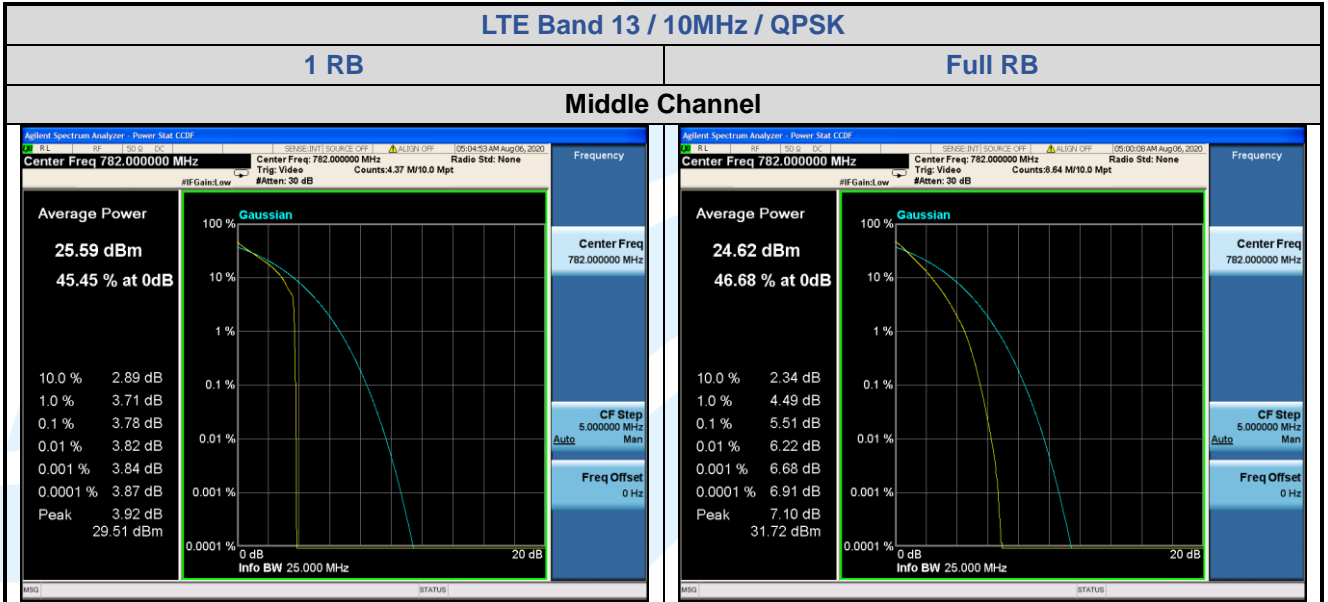 LTE Band 13 / 10MHz / QPSK
1 RB
Full RB
Middle Channel
Agilent Spectrum Analyzer - Power Stat CCDF
RL RF 50 Ω DC SENSE:INT SOURCE OFF ALIGN OFF 05:04:53 AM Aug 06, 2020
Center Freq 782.000000 MHz
Center Freq: 782.000000 MHz Radio Std: None
Trig: Video Counts:4.37 M/10.0 Mpt
#IFGain:Low #Atten: 30 dB
Frequency
Average Power
25.59 dBm
45.45 % at 0dB
10.0 % 2.89 dB
1.0 % 3.71 dB
0.1 % 3.78 dB
0.01 % 3.82 dB
0.001 % 3.84 dB
0.0001 % 3.87 dB
Peak 3.92 dB
29.51 dBm
Gaussian
100 %
10 %
1 %
0.1 %
0.01 %
0.001 %
0.0001 %
0 dB 20 dB
Info BW 25.000 MHz
Center Freq
782.000000 MHz
CF Step
5.000000 MHz
Auto Man
Freq Offset
0 Hz
MSG STATUS
Agilent Spectrum Analyzer - Power Stat CCDF
RL RF 50 Ω DC SENSE:INT SOURCE OFF ALIGN OFF 05:00:08 AM Aug 06, 2020
Center Freq 782.000000 MHz
Center Freq: 782.000000 MHz Radio Std: None
Trig: Video Counts:8.64 M/10.0 Mpt
#IFGain:Low #Atten: 30 dB
Frequency
Average Power
24.62 dBm
46.68 % at 0dB
10.0 % 2.34 dB
1.0 % 4.49 dB
0.1 % 5.51 dB
0.01 % 6.22 dB
0.001 % 6.68 dB
0.0001 % 6.91 dB
Peak 7.10 dB
31.72 dBm
Gaussian
100 %
10 %
1 %
0.1 %
0.01 %
0.001 %
0.0001 %
0 dB 20 dB
Info BW 25.000 MHz
Center Freq
782.000000 MHz
CF Step
5.000000 MHz
Auto Man
Freq Offset
0 Hz
MSG STATUS